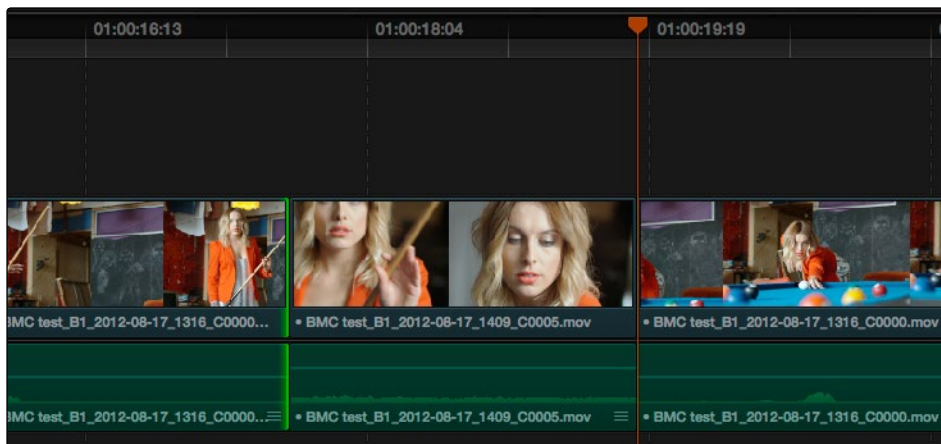 01:00:16:13 01:00:18:04 01:00:19:19
BMC test_B1_2012-08-17_1316_C0000... • BMC test_B1_2012-08-17_1409_C0005.mov • BMC test_B1_2012-08-17_1316_C0000.mov
BMC test_B1_2012-08-17_1316_C0000... • BMC test_B1_2012-08-17_1409_C0005.mov • BMC test_B1_2012-08-17_1316_C0000.mov